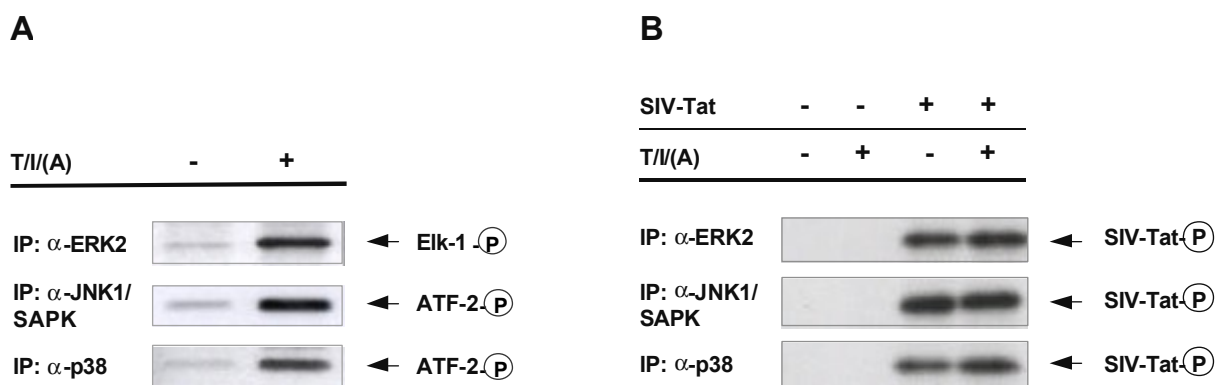 A
T/I/(A) - +
IP: α-ERK2 Elk-1 -P
IP: α-JNK1/
SAPK ATF-2-P
IP: α-p38 ATF-2-P
B
SIV-Tat - - + +
T/I/(A) - + - +
IP: α-ERK2 SIV-Tat-P
IP: α-JNK1/
SAPK SIV-Tat-P
IP: α-p38 SIV-Tat-P